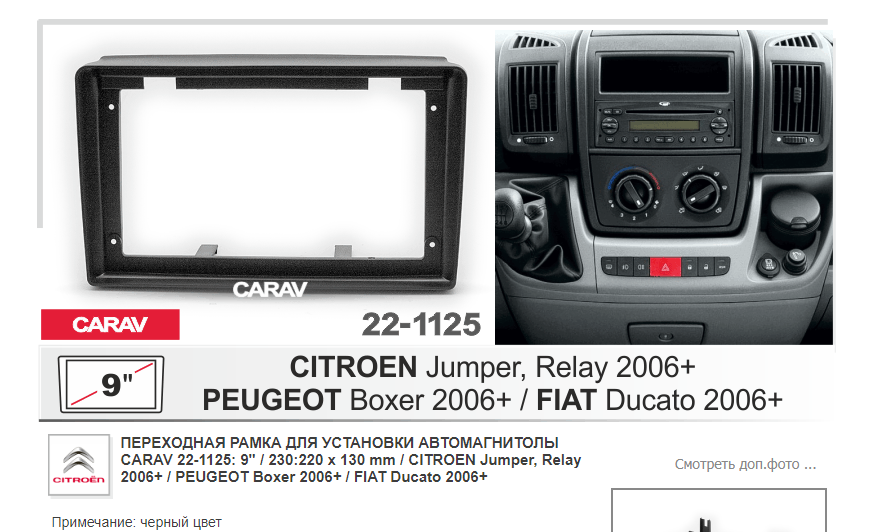 CARAV
CARAV
22-1125
9"
CITROEN Jumper, Relay 2006+
PEUGEOT Boxer 2006+ / FIAT Ducato 2006+
CITROËN
ПЕРЕХОДНАЯ РАМКА ДЛЯ УСТАНОВКИ АВТОМАГНИТОЛЫ
CARAV 22-1125: 9" / 230:220 x 130 mm / CITROEN Jumper, Relay
2006+ / PEUGEOT Boxer 2006+ / FIAT Ducato 2006+
Смотреть доп.фото ...
Примечание: черный цвет